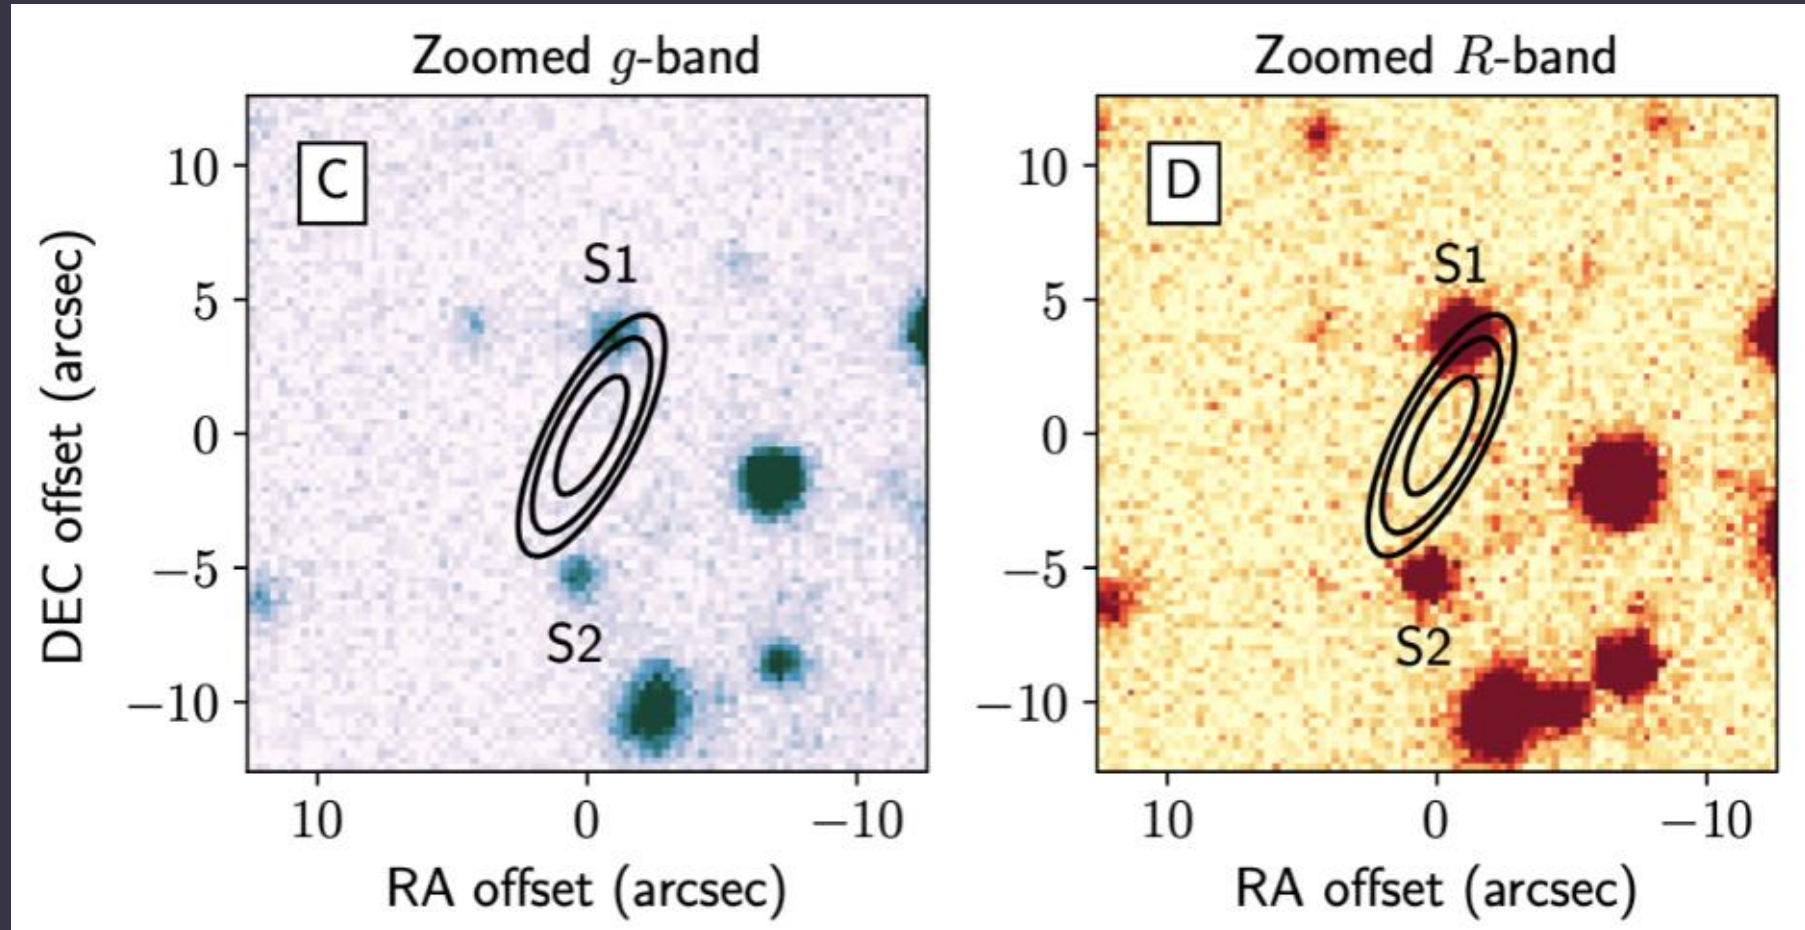 Zoomed g-band
C
S1
S2
10
5
0
−5
−10
DEC offset (arcsec)
10
0
−10
RA offset (arcsec)
Zoomed R-band
D
S1
S2
10
5
0
−5
−10
10
0
−10
RA offset (arcsec)